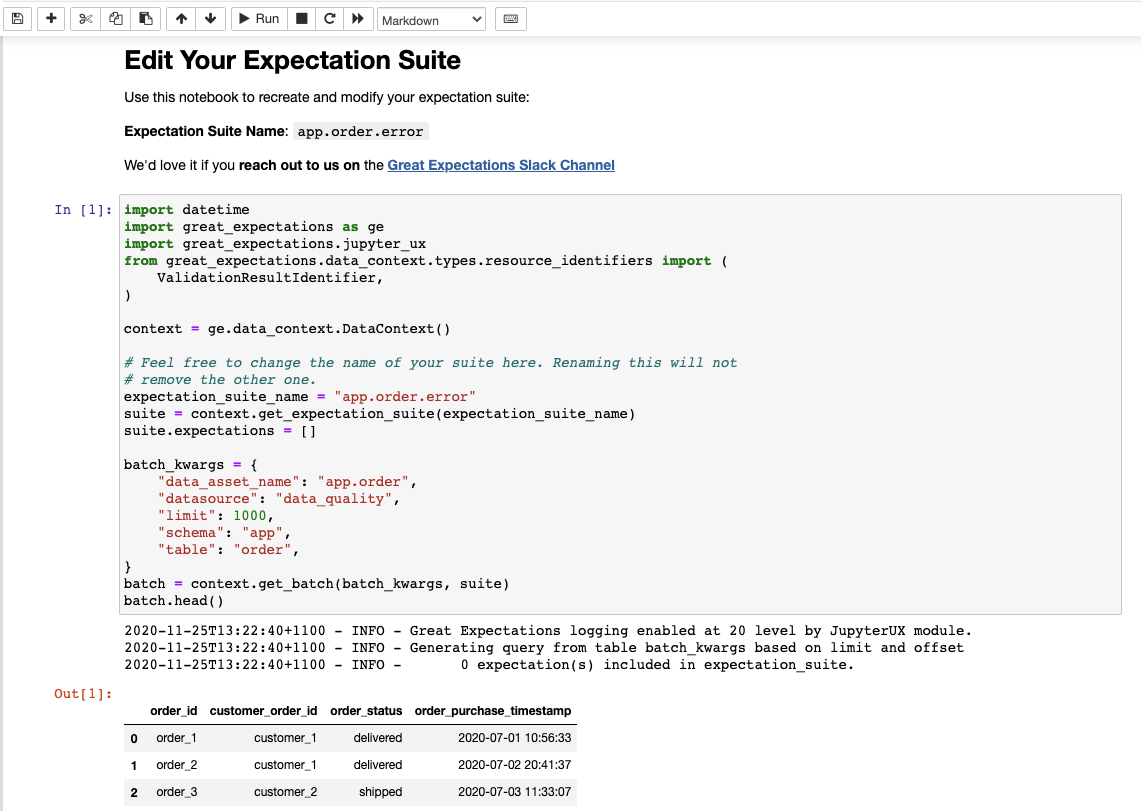 Run
Markdown
Edit Your Expectation Suite
Use this notebook to recreate and modify your expectation suite:
Expectation Suite Name: app.order.error
We'd love it if you reach out to us on the Great Expectations Slack Channel
In [1]:
import datetime
import great_expectations as ge
import great_expectations.jupyter_ux
from great_expectations.data_context.types.resource_identifiers import (
    ValidationResultIdentifier,
)
context = ge.data_context.DataContext()
# Feel free to change the name of your suite here. Renaming this will not
# remove the other one.
expectation_suite_name = "app.order.error"
suite = context.get_expectation_suite(expectation_suite_name)
suite.expectations = []
batch_kwargs = {
    "data_asset_name": "app.order",
    "datasource": "data_quality",
    "limit": 1000,
    "schema": "app",
    "table": "order",
}
batch = context.get_batch(batch_kwargs, suite)
batch.head()
2020-11-25T13:22:40+1100 - INFO - Great Expectations logging enabled at 20 level by JupyterUX module.
2020-11-25T13:22:40+1100 - INFO - Generating query from table batch_kwargs based on limit and offset
2020-11-25T13:22:40+1100 - INFO -       0 expectation(s) included in expectation_suite.
Out[1]:
order_id customer_order_id order_status order_purchase_timestamp
0 order_1 customer_1 delivered 2020-07-01 10:56:33
1 order_2 customer_1 delivered 2020-07-02 20:41:37
2 order_3 customer_2 shipped 2020-07-03 11:33:07